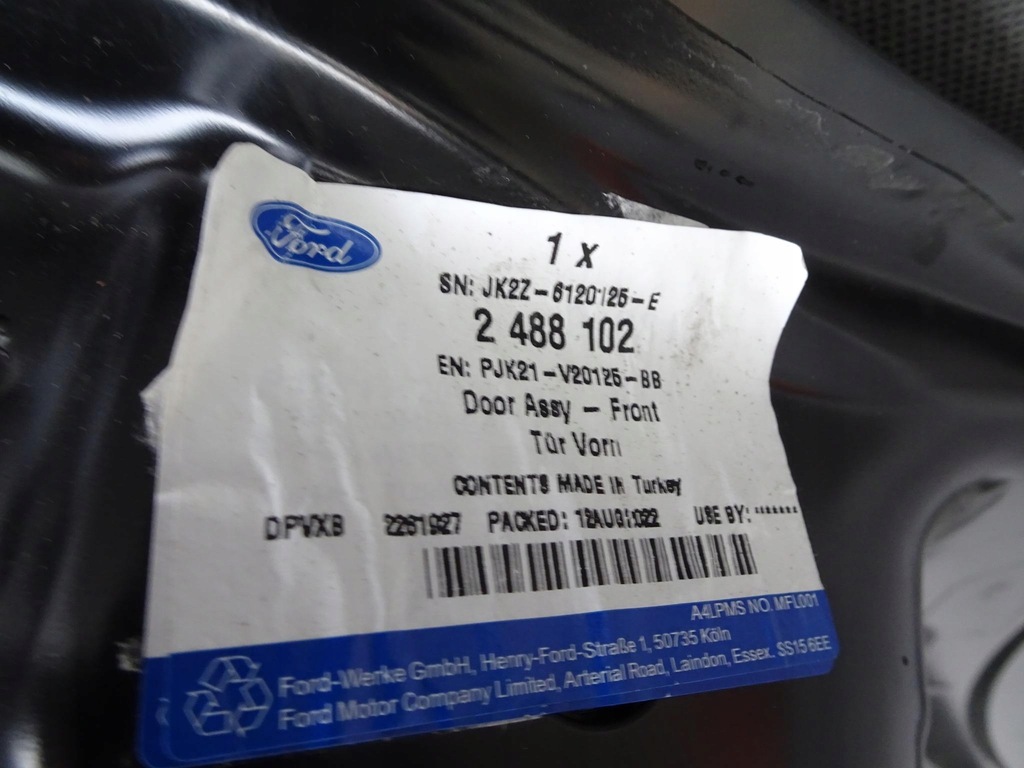 Ford
1 X
SN: JK2Z-6120125-E
2 488 102
EN: PJK21-V20125-BB
Door Assy - Front
Tür Vorn
CONTENTS MADE IN Turkey
DPVXB 2261927 PACKED: 12AUG2022 USE BY: *******
A4LPMS NO. MFL001
Ford-Werke GmbH, Henry-Ford-Straße 1, 50735 Köln
Ford Motor Company Limited, Arterial Road, Laindon, Essex. SS15 6EE